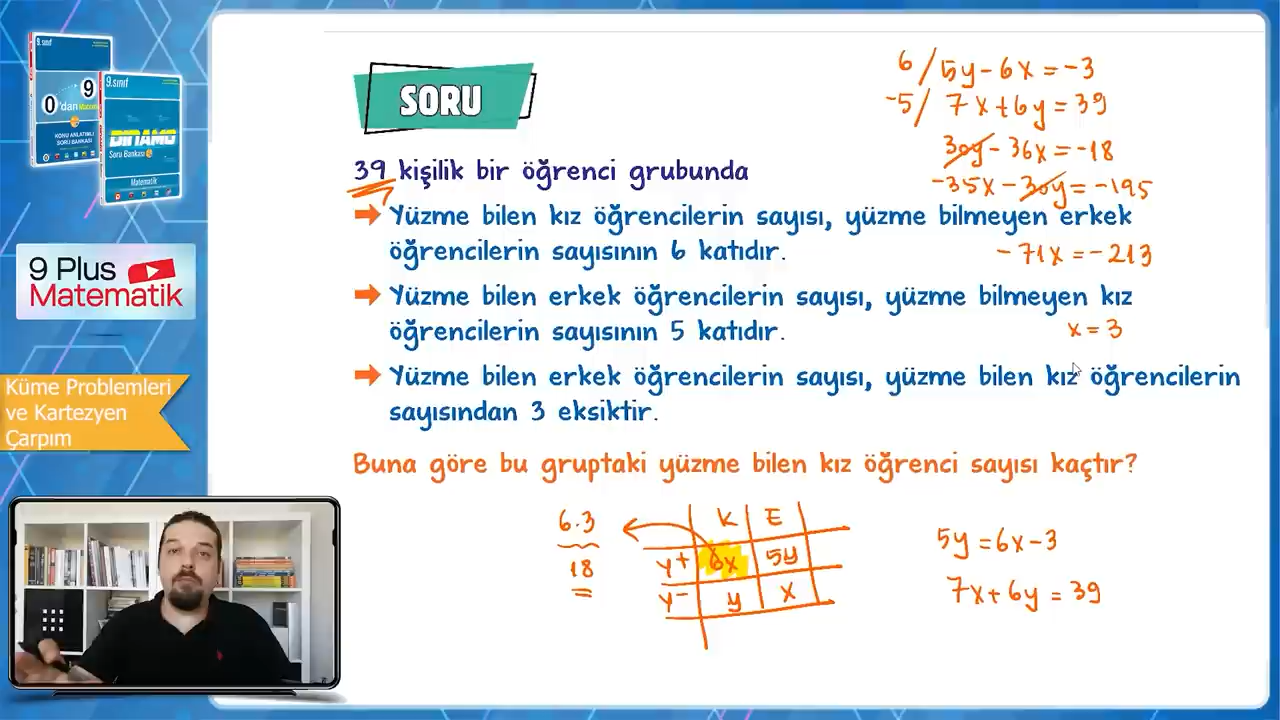 9.sınıf
0'dan 9
KONU ANLATIMLI
SORU BANKASI
9.sınıf
DİNAMO
Soru Bankası
Matematik
9 Plus
Matematik
Küme Problemleri
ve Kartezyen
Çarpım
SORU
6/ 5y - 6x = -3
-5/ 7x + 6y = 39
30y - 36x = -18
-35x - 30y = -195
-71x = -213
x = 3
39 kişilik bir öğrenci grubunda
Yüzme bilen kız öğrencilerin sayısı, yüzme bilmeyen erkek
öğrencilerin sayısının 6 katıdır.
Yüzme bilen erkek öğrencilerin sayısı, yüzme bilmeyen kız
öğrencilerin sayısının 5 katıdır.
Yüzme bilen erkek öğrencilerin sayısı, yüzme bilen kız öğrencilerin
sayısından 3 eksiktir.
Buna göre bu gruptaki yüzme bilen kız öğrenci sayısı kaçtır?
6.3
18
K E
y+ 6x 5y
y- y x
5y = 6x - 3
7x + 6y = 39